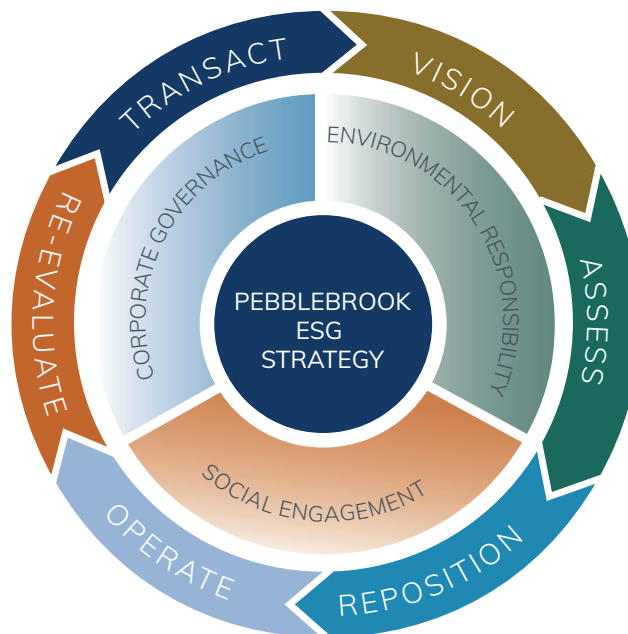 TRANSACT
VISION
ASSESS
REPOSITION
OPERATE
RE-EVALUATE
CORPORATE GOVERNANCE
ENVIRONMENTAL RESPONSIBILITY
SOCIAL ENGAGEMENT
PEBBLEBROOK
ESG
STRATEGY